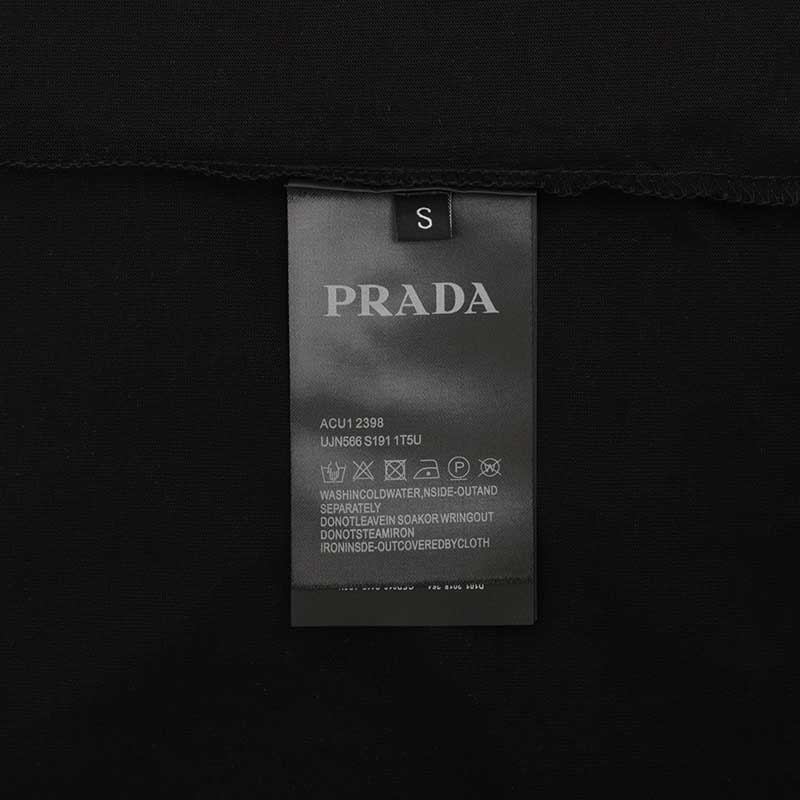 S
PRADA
ACU1 2398
UJN566 S191 1T5U
WASHINCOLDWATER,NSIDE-OUTAND
SEPARATELY
DONOTLEAVEIN SOAKOR WRINGOUT
DONOTSTEAMIRON
IRONINSDE-OUTCOVEREDBYCLOTH